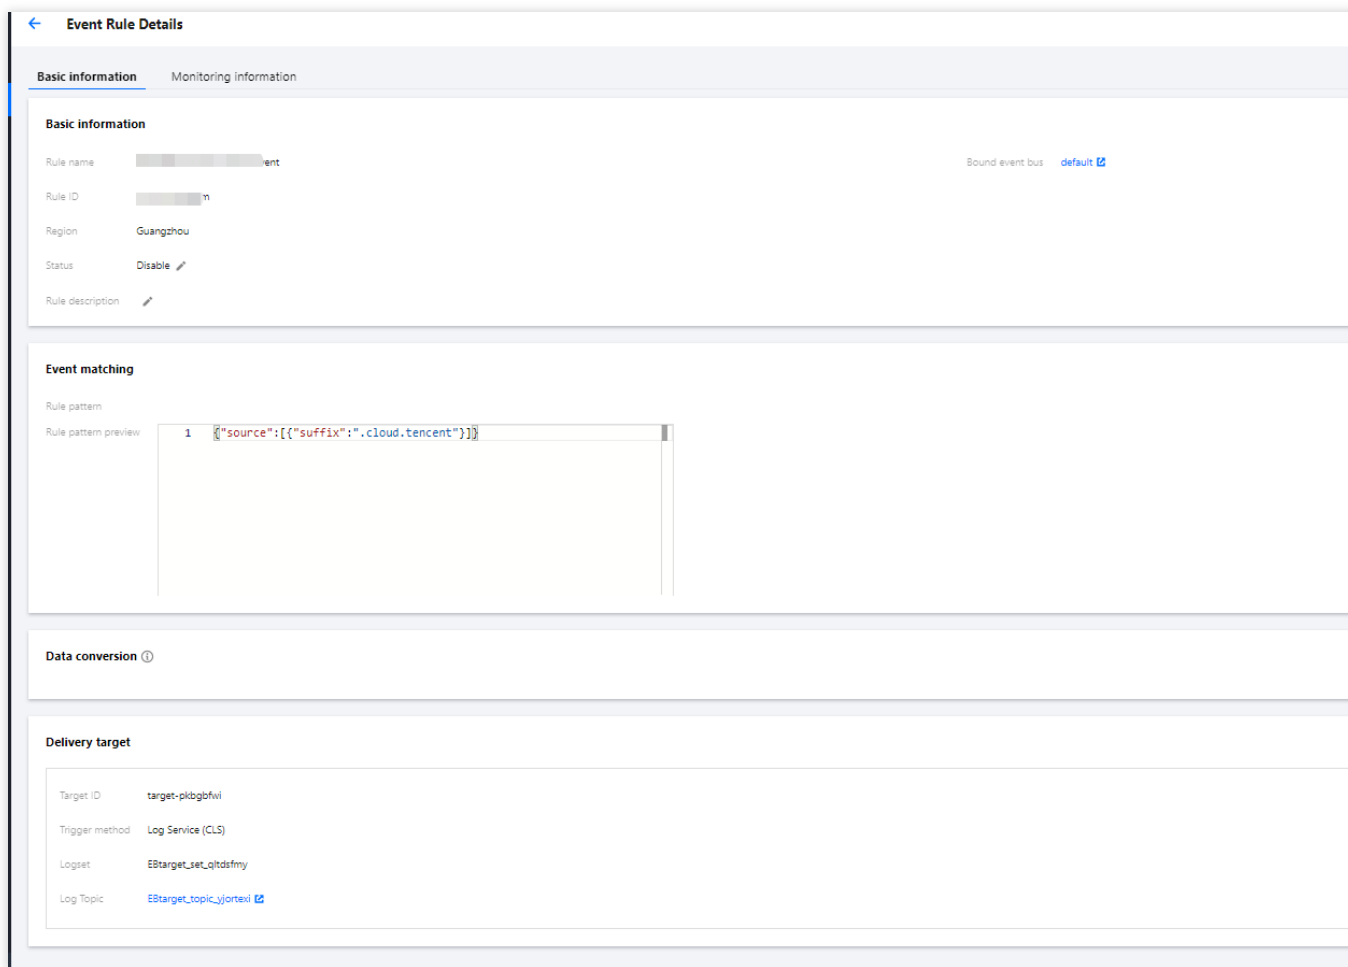 Event Rule Details
Basic information Monitoring information
Basic information
Rule name vent Bound event bus default
Rule ID m
Region Guangzhou
Status Disable
Rule description
Event matching
Rule pattern
Rule pattern preview 1 {"source":[{"suffix":".cloud.tencent"}]}
Data conversion
Delivery target
Target ID target-pkbgbfwi
Trigger method Log Service (CLS)
Logset EBtarget_set_qltdsfmy
Log Topic EBtarget_topic_yjortexi